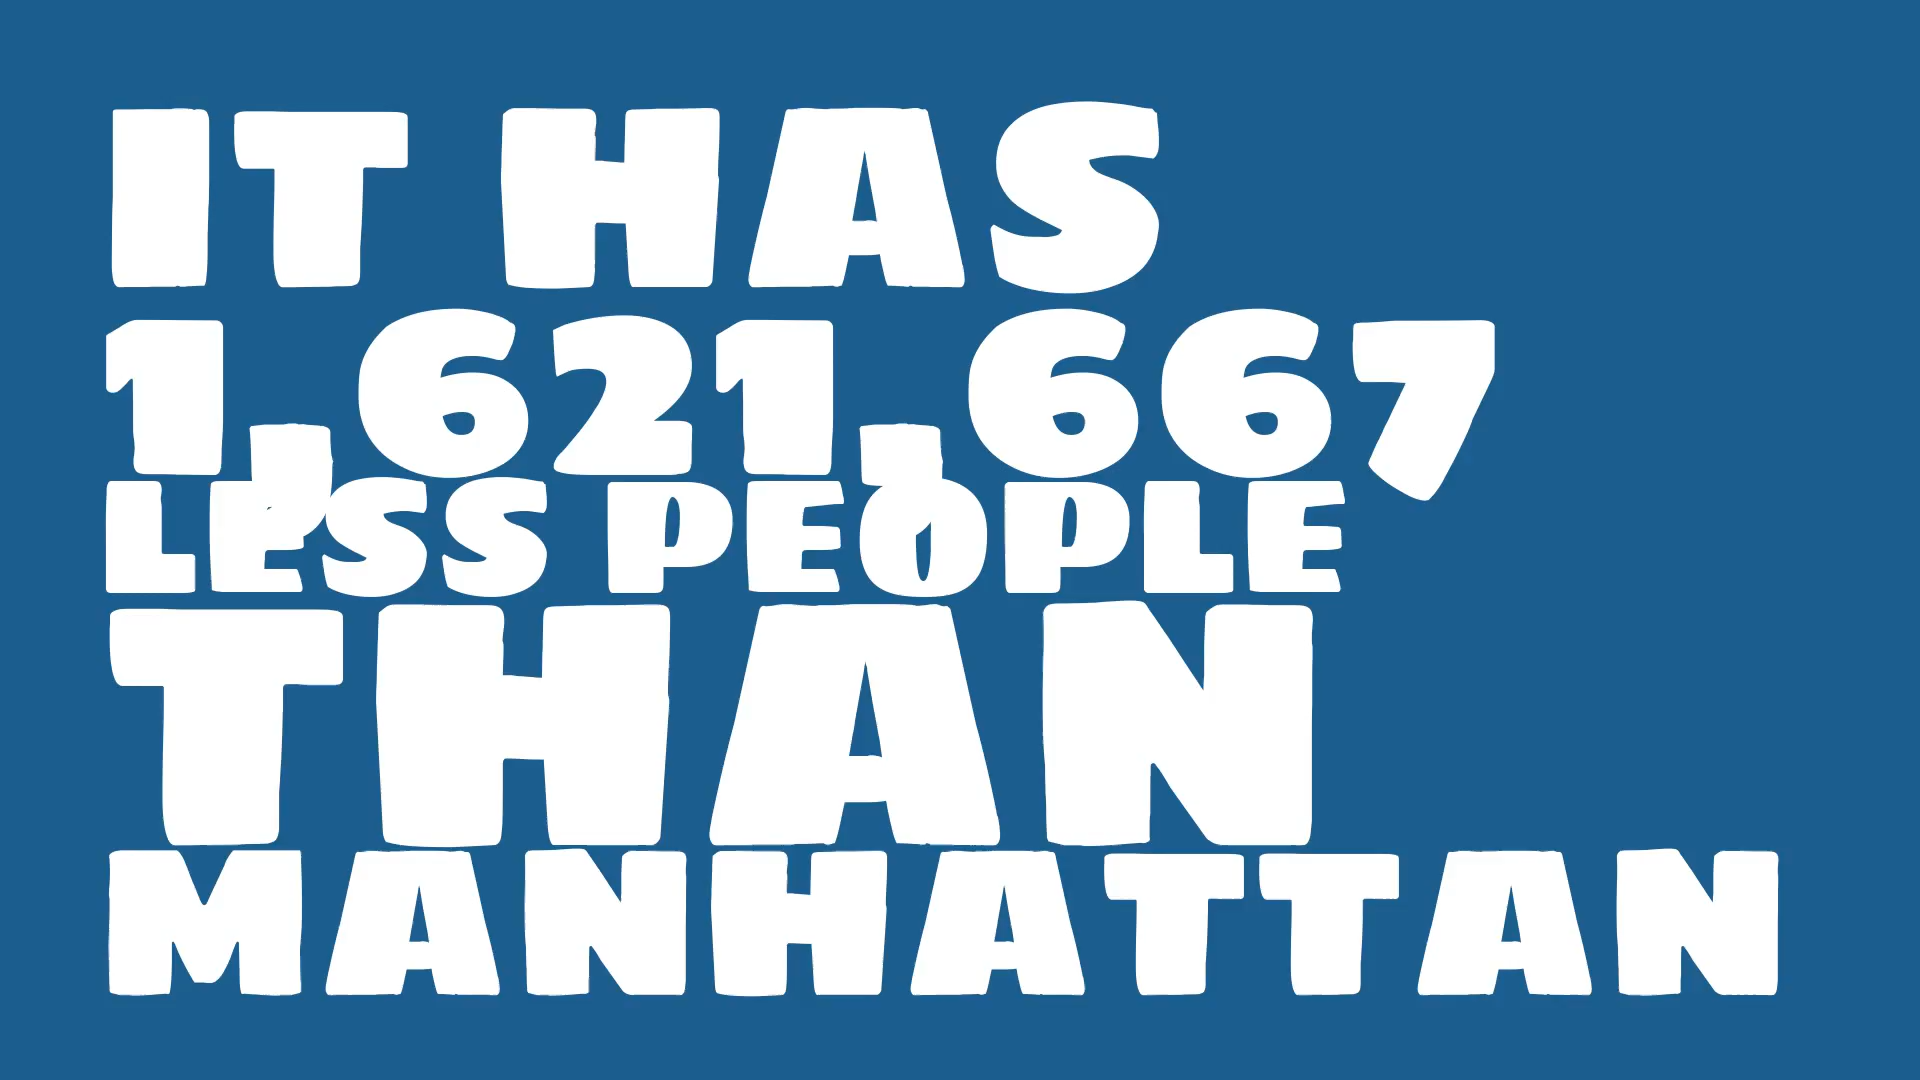 IT HAS
1,621,667
LESS PEOPLE
THAN
MANHATTAN